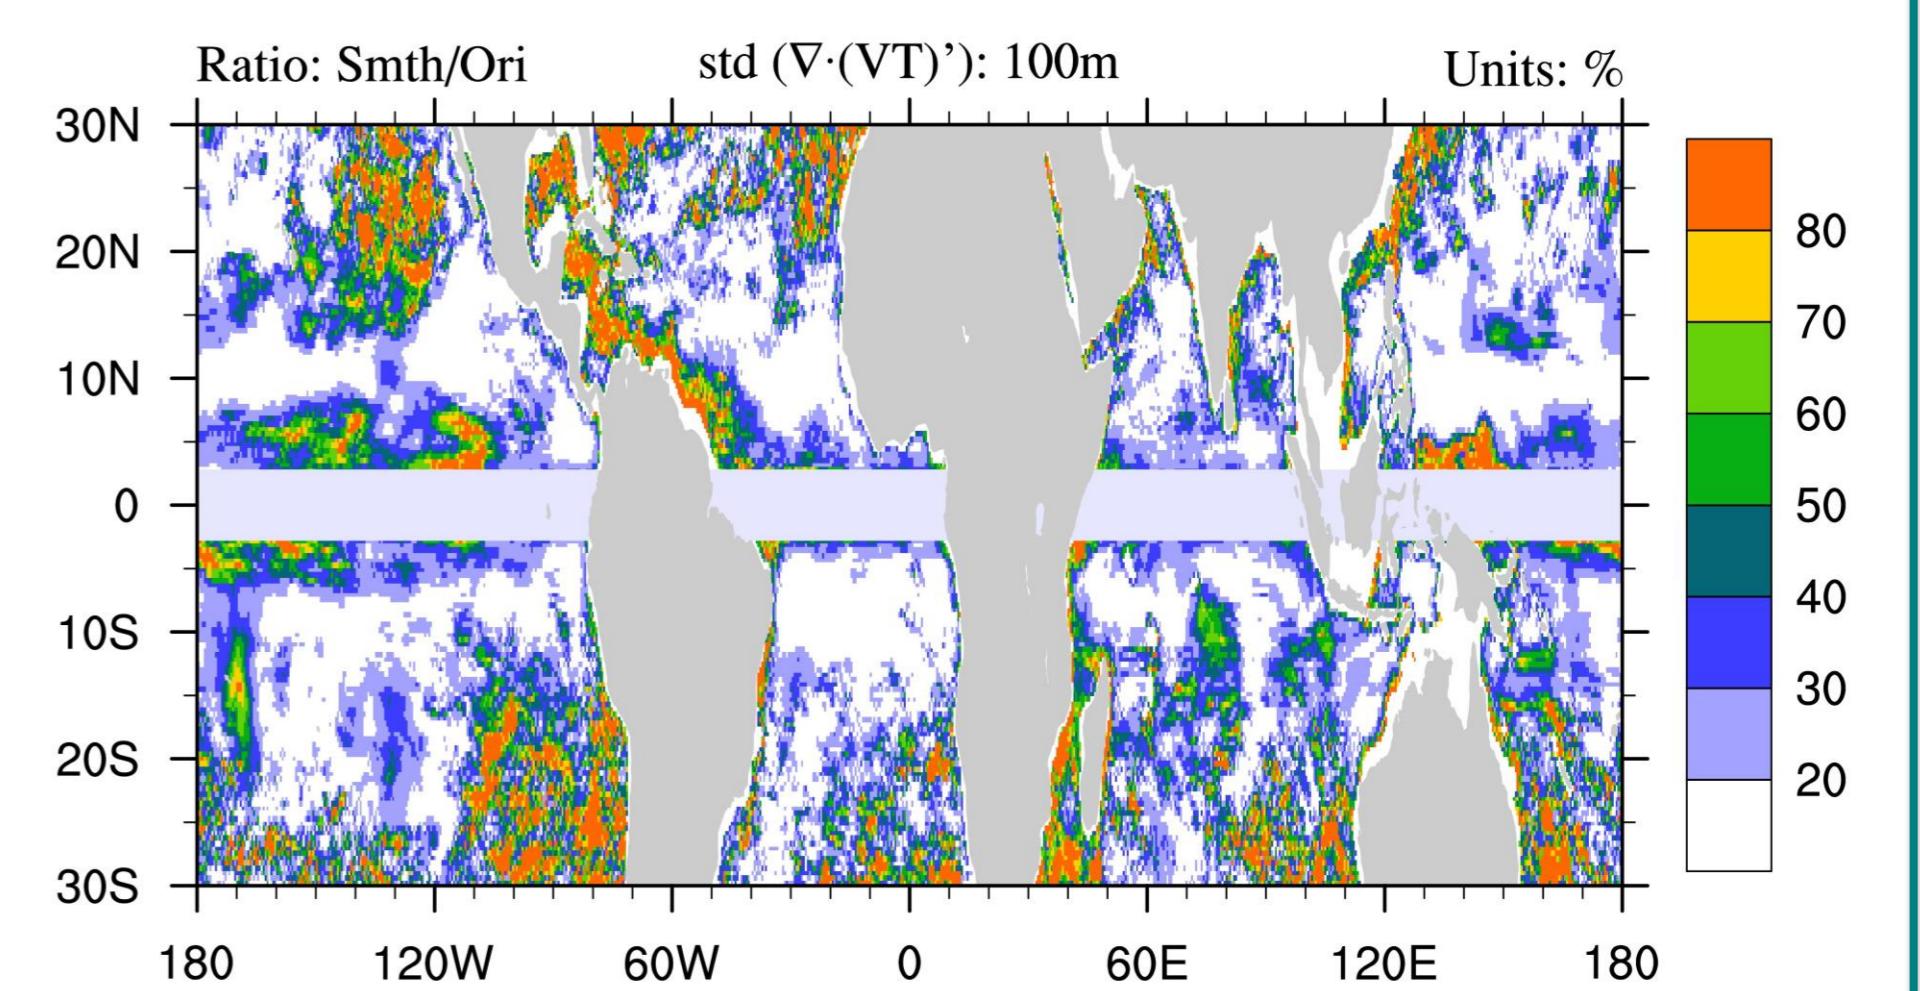 Ratio: Smth/Ori std (∇·(VT)’): 100m Units: %
30N
20N
10N
0
10S
20S
30S
180 120W 60W 0 60E 120E 180
80
70
60
50
40
30
20